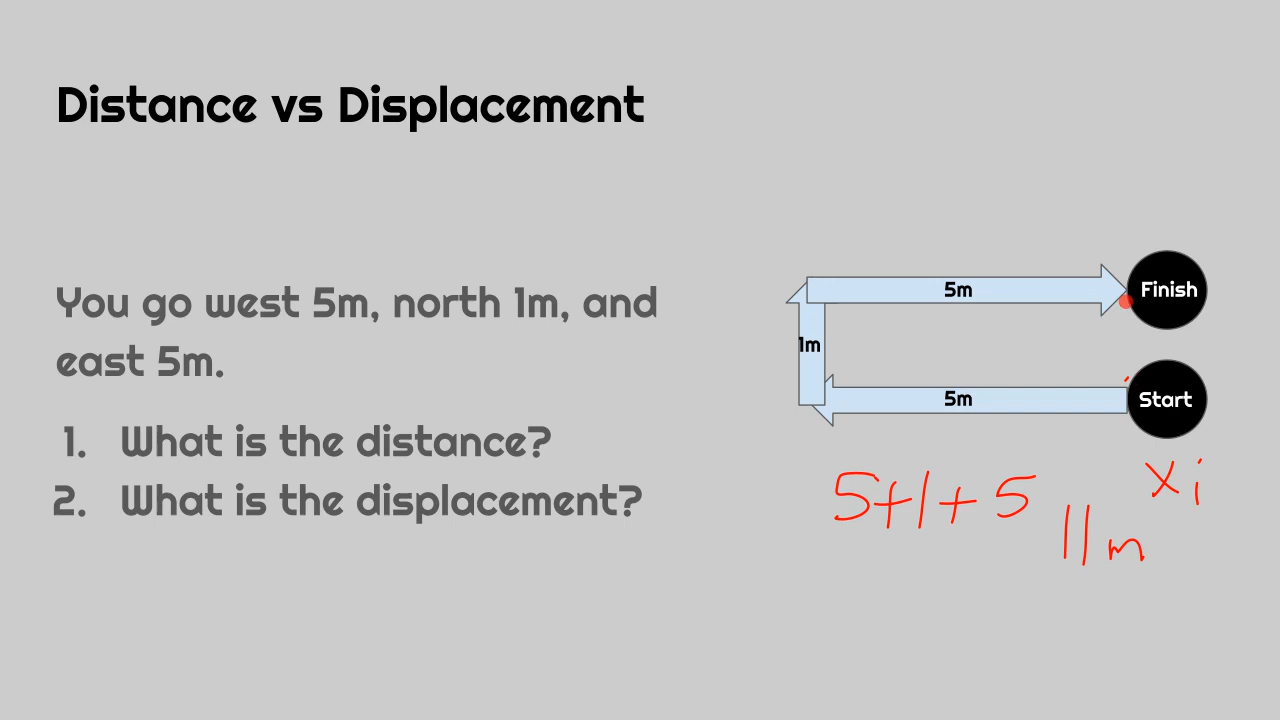 Distance vs Displacement
You go west 5m, north 1m, and
east 5m.
1. What is the distance?
2. What is the displacement?
5m
Finish
1m
5m
Start
5+1+5
11m
xi